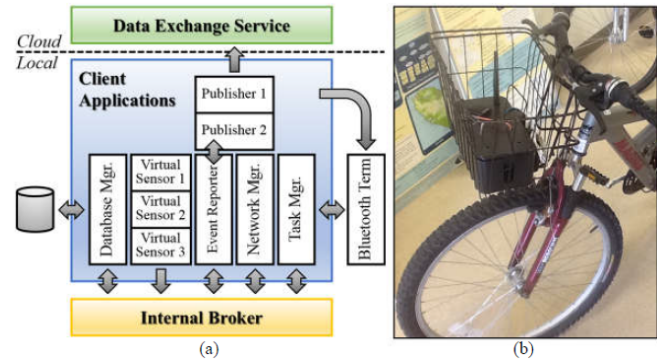 Data Exchange Service
Cloud
Local
Client
Applications
Publisher 1
Publisher 2
Database Mgr.
Virtual
Sensor 1
Virtual
Sensor 2
Virtual
Sensor 3
Event Reporter
Network Mgr.
Task Mgr.
Bluetooth Term
Internal Broker
(a)
(b)